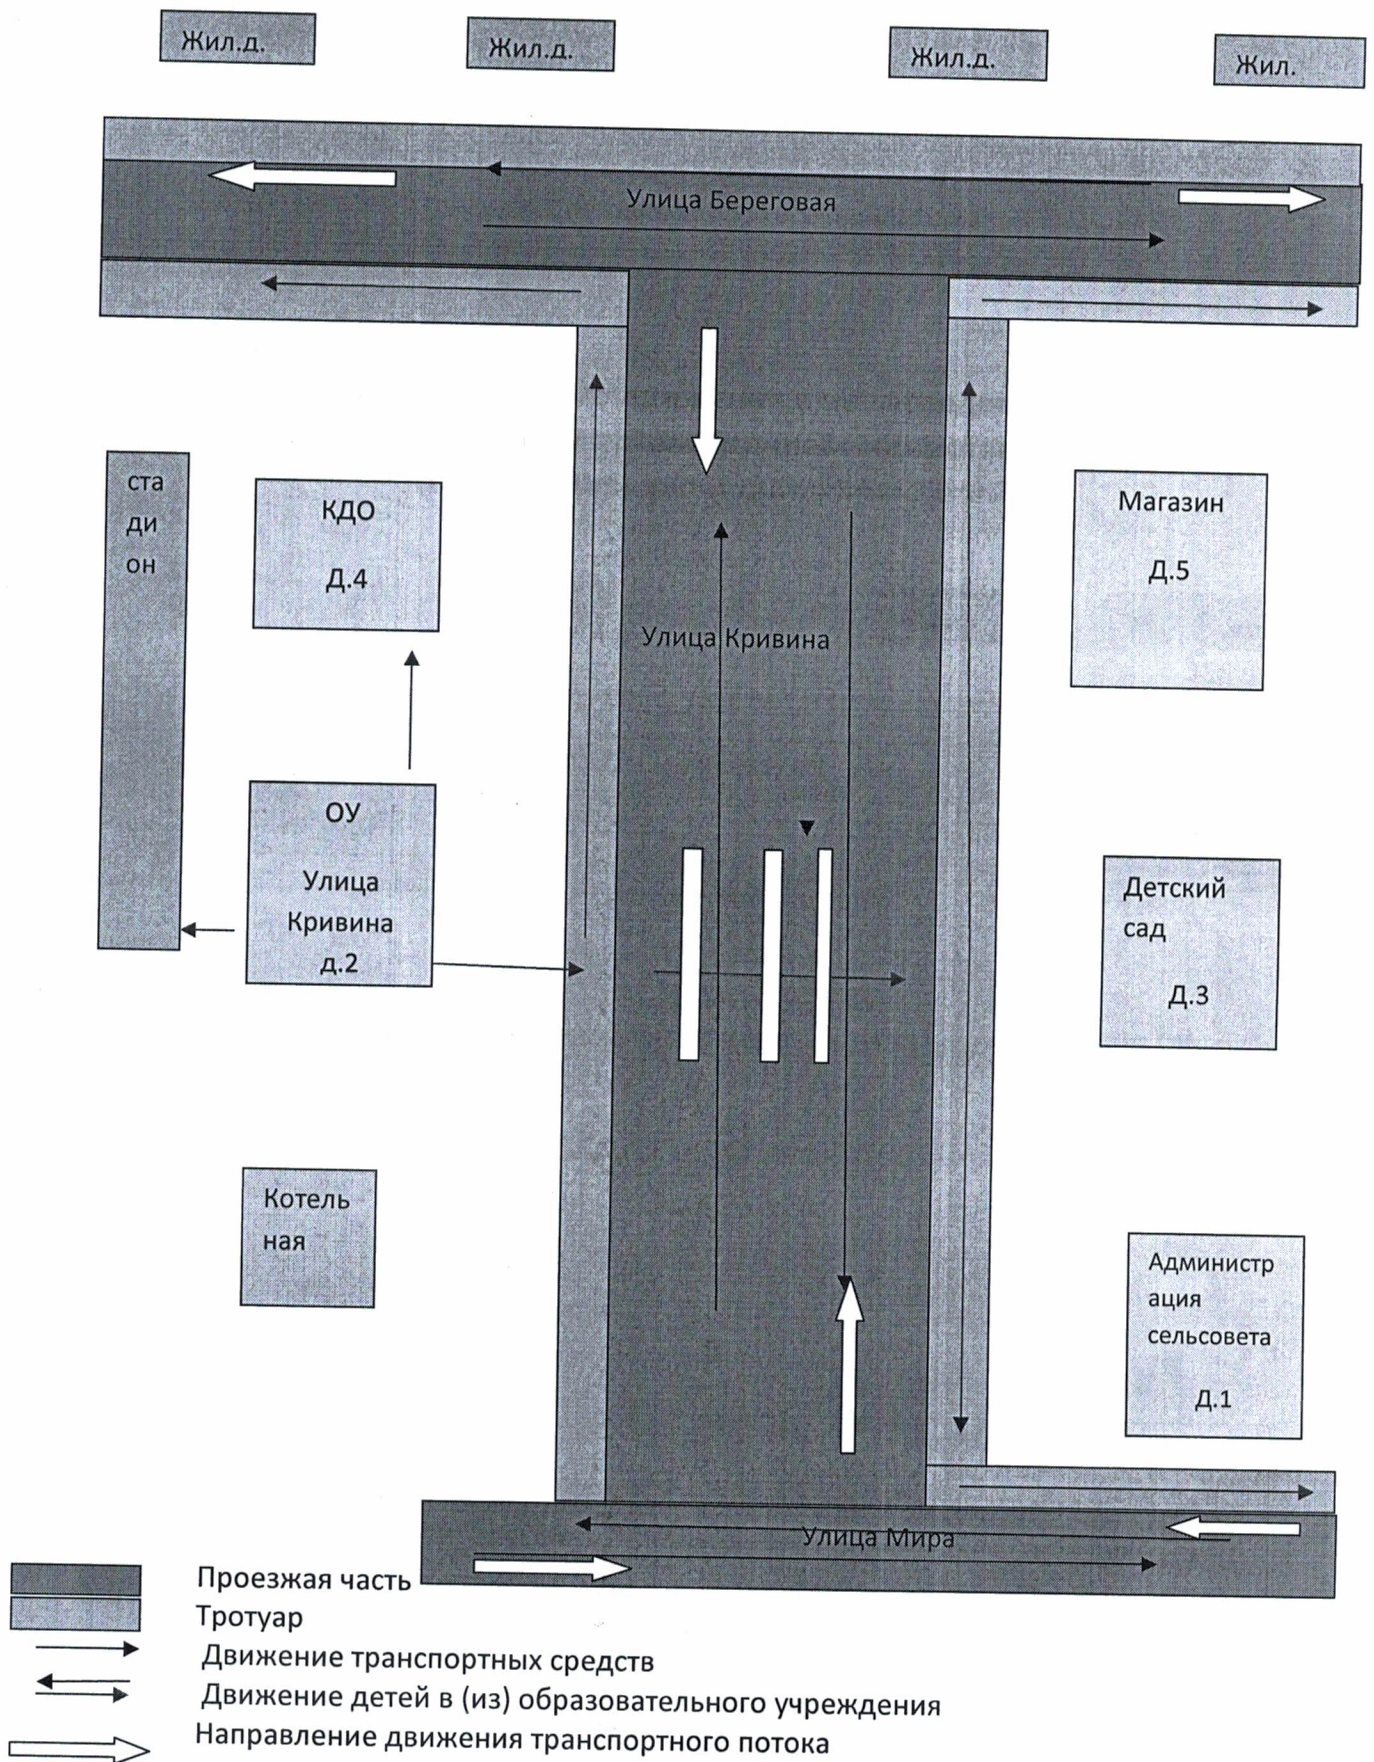 Жил.д.
Жил.д.
Жил.д.
Жил.
Улица Береговая
ста
ди
он
КДО
Д.4
Магазин
Д.5
Улица Кривина
ОУ
Улица
Кривина
д.2
Детский
сад
Д.3
Котель
ная
Администр
ация
сельсовета
Д.1
Улица Мира
Проезжая часть
Тротуар
Движение транспортных средств
Движение детей в (из) образовательного учреждения
Направление движения транспортного потока